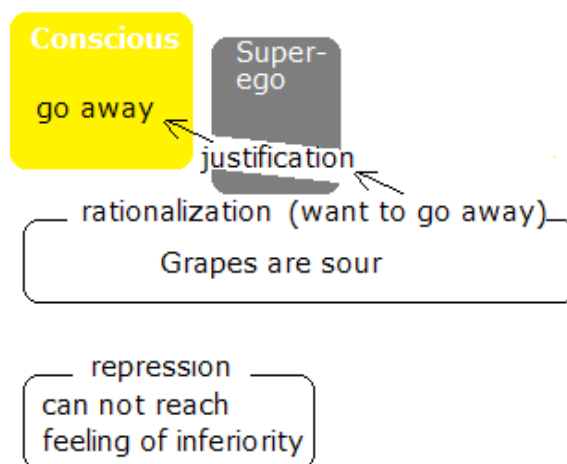 Conscious
Super-
ego
go away
justification
rationalization (want to go away)
Grapes are sour
repression
can not reach
feeling of inferiority